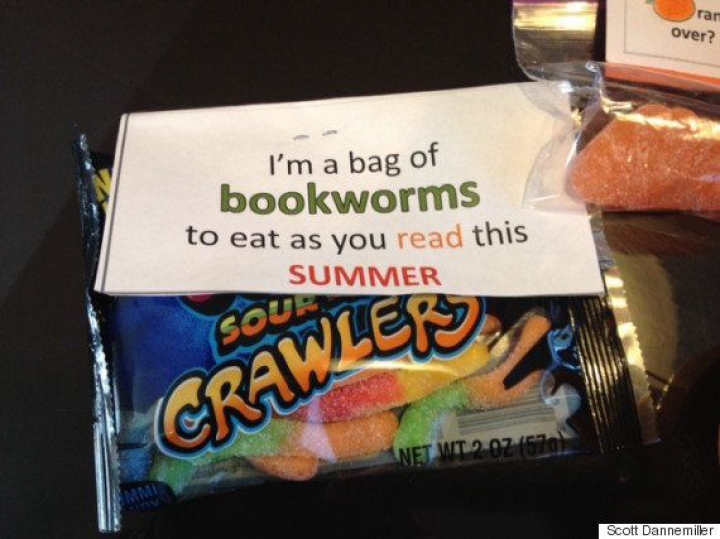 I'm a bag of
bookworms
to eat as you read this
SUMMER
SOUR
CRAWLERS
NET WT 2 OZ (57g)
over?
Scott Dannemiller